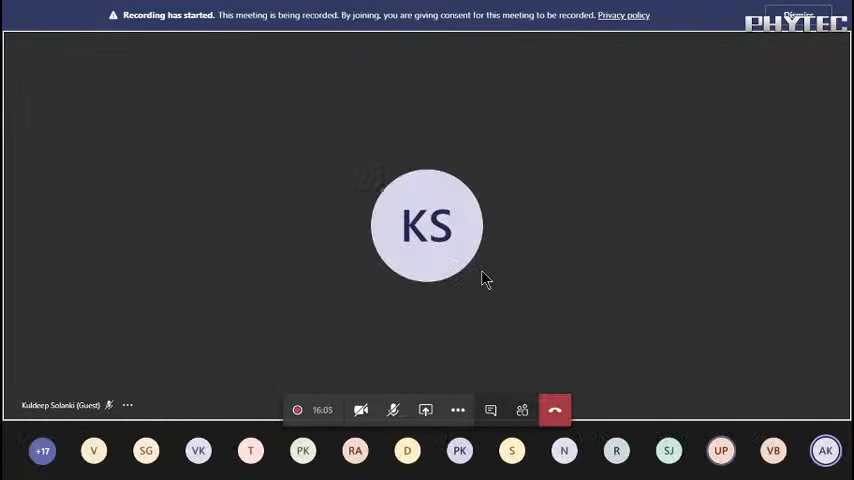 Recording has started. This meeting is being recorded. By joining, you are giving consent for this meeting to be recorded. Privacy policy
Dismiss
PHYTEC
KS
Kuldeep Solanki (Guest)
16:05
+17
V
SG
VK
T
PK
RA
D
PK
S
N
R
SJ
UP
VB
AK